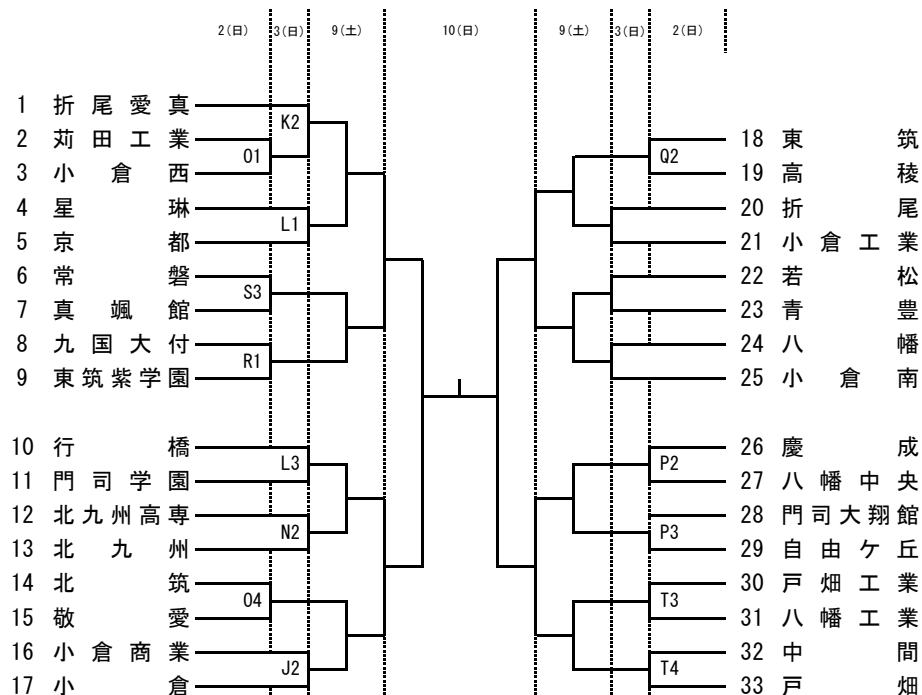 2(日) 3(日) 9(土) 10(日) 9(土) 3(日) 2(日)
1 折尾愛真
K2
2 苅田工業
O1
3 小倉西
4 星琳
L1
5 京都
6 常磐
S3
7 真颯館
8 九国大付
R1
9 東筑紫学園
10 行橋
L3
11 門司学園
12 北九州高専
N2
13 北九州
14 北筑
O4
15 敬愛
16 小倉商業
J2
17 小倉
18 東筑
Q2
19 高稜
20 折尾
21 小倉工業
22 若松
23 青豊
24 八幡
25 小倉南
26 慶成
P2
27 八幡中央
28 門司大翔館
P3
29 自由ケ丘
30 戸畑工業
T3
31 八幡工業
32 中間
T4
33 戸畑